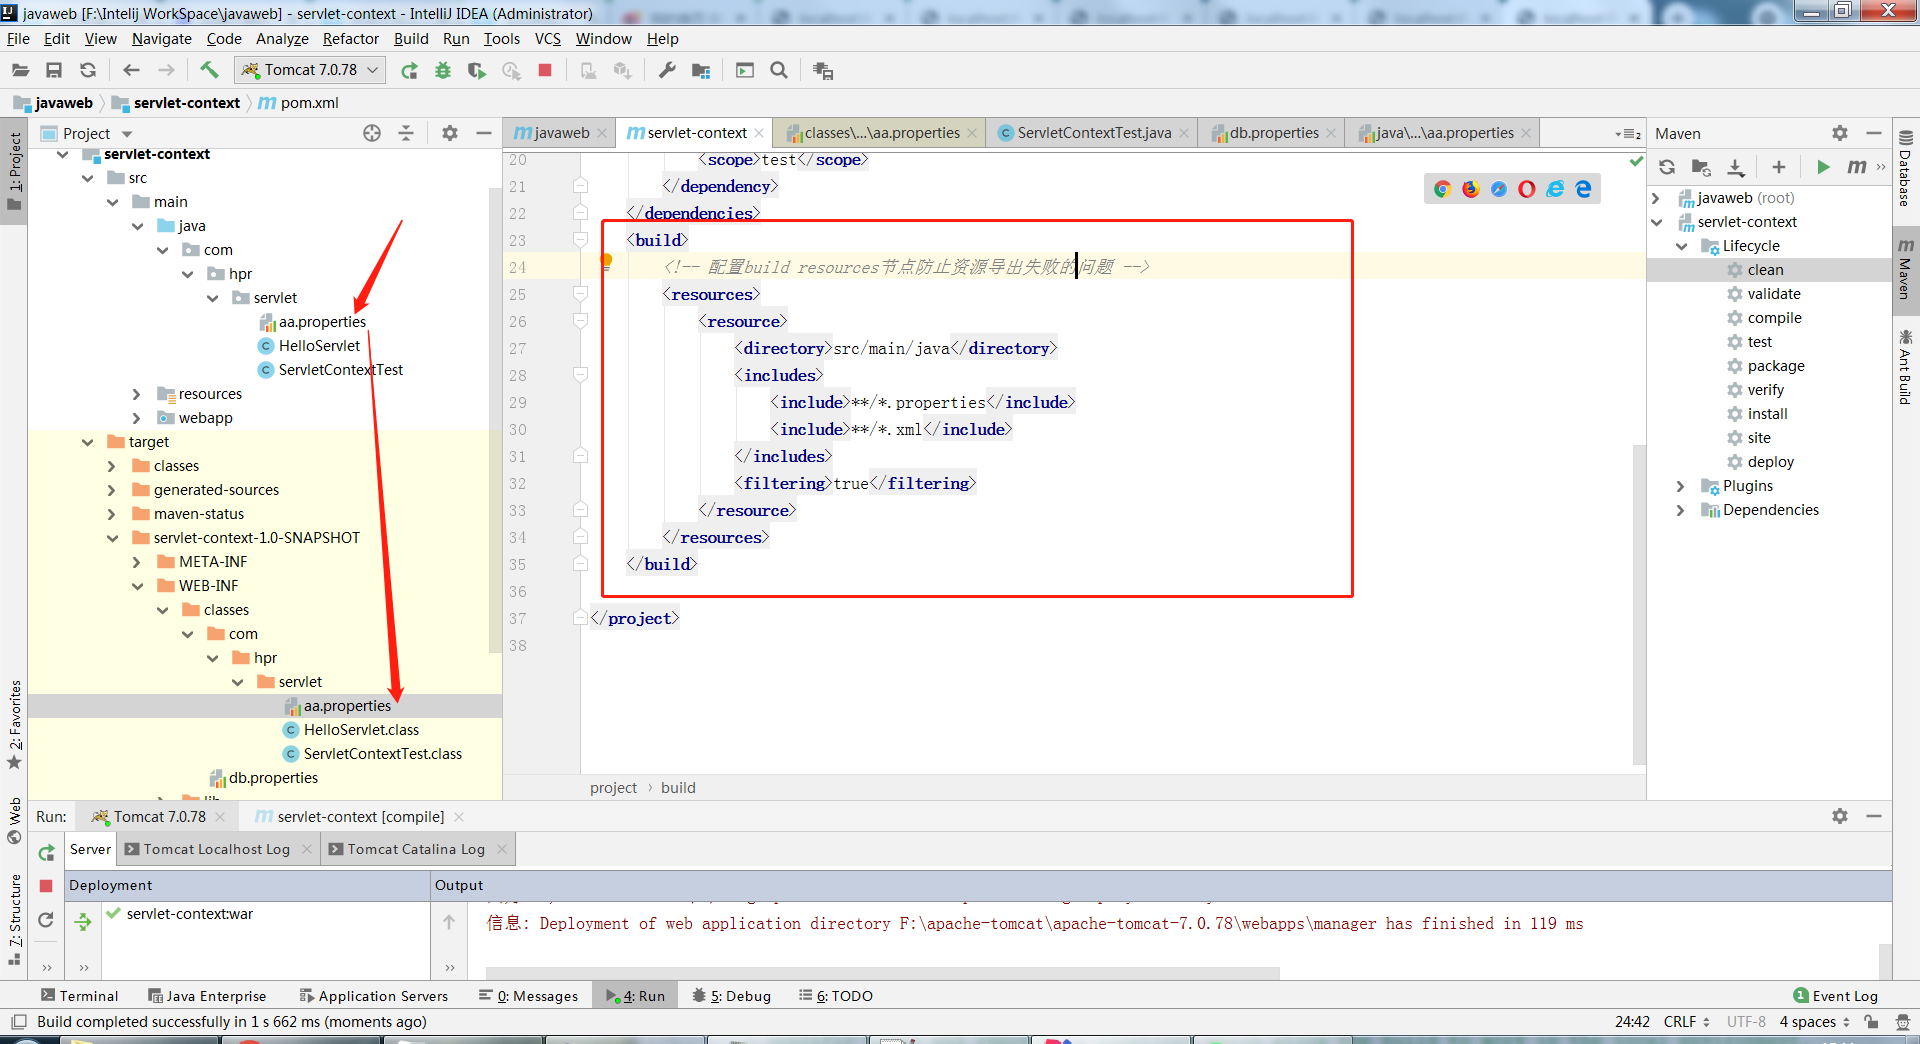 javaweb [F:\Intelij WorkSpace\javaweb] - servlet-context - IntelliJ IDEA (Administrator)
File Edit View Navigate Code Analyze Refactor Build Run Tools VCS Window Help
Tomcat 7.0.78
javaweb servlet-context pom.xml
1: Project
Project
servlet-context
src
main
java
com
hpr
servlet
aa.properties
HelloServlet
ServletContextTest
resources
webapp
target
classes
generated-sources
maven-status
servlet-context-1.0-SNAPSHOT
META-INF
WEB-INF
classes
com
hpr
servlet
aa.properties
HelloServlet.class
ServletContextTest.class
db.properties
lib
javaweb servlet-context classes\...\aa.properties ServletContextTest.java db.properties java\...\aa.properties
20 <scope>test</scope>
21 </dependency>
22 </dependencies>
23 <build>
24 <!-- 配置build resources节点防止资源导出失败的问题 -->
25 <resources>
26 <resource>
27 <directory>src/main/java</directory>
28 <includes>
29 <include>**/*.properties</include>
30 <include>**/*.xml</include>
31 </includes>
32 <filtering>true</filtering>
33 </resource>
34 </resources>
35 </build>
36
37 </project>
38
project › build
Maven
javaweb (root)
servlet-context
Lifecycle
clean
validate
compile
test
package
verify
install
site
deploy
Plugins
Dependencies
Database
Maven
Ant Build
2: Favorites
Web
7: Structure
Run: Tomcat 7.0.78 servlet-context [compile]
Server Tomcat Localhost Log Tomcat Catalina Log
Deployment Output
servlet-context:war
信息: Deployment of web application directory F:\apache-tomcat\apache-tomcat-7.0.78\webapps\manager has finished in 119 ms
Terminal Java Enterprise Application Servers 0: Messages 4: Run 5: Debug 6: TODO 1 Event Log
Build completed successfully in 1 s 662 ms (moments ago) 24:42 CRLF UTF-8 4 spaces